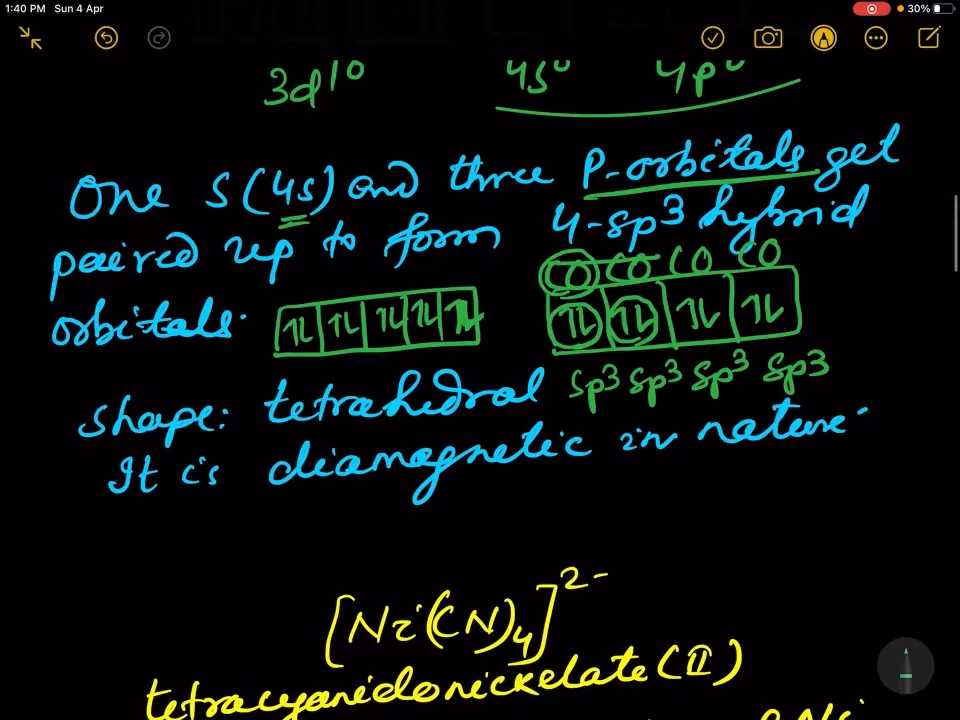 1:40 PM Sun 4 Apr
30%
3d10 4s0 4p0
One s(4s) and three p-orbitals get
paired up to form 4-sp3 hybrid
CO CO CO CO
orbitals. ⥮ ⥮ ⥮ ⥮ ⥮ ⥮ ⥮ ⥮ ⥮
sp3 sp3 sp3 sp3
shape: tetrahedral
It is diamagnetic in nature.
[Ni(CN)4]2-
tetracyanidonickelate(II)